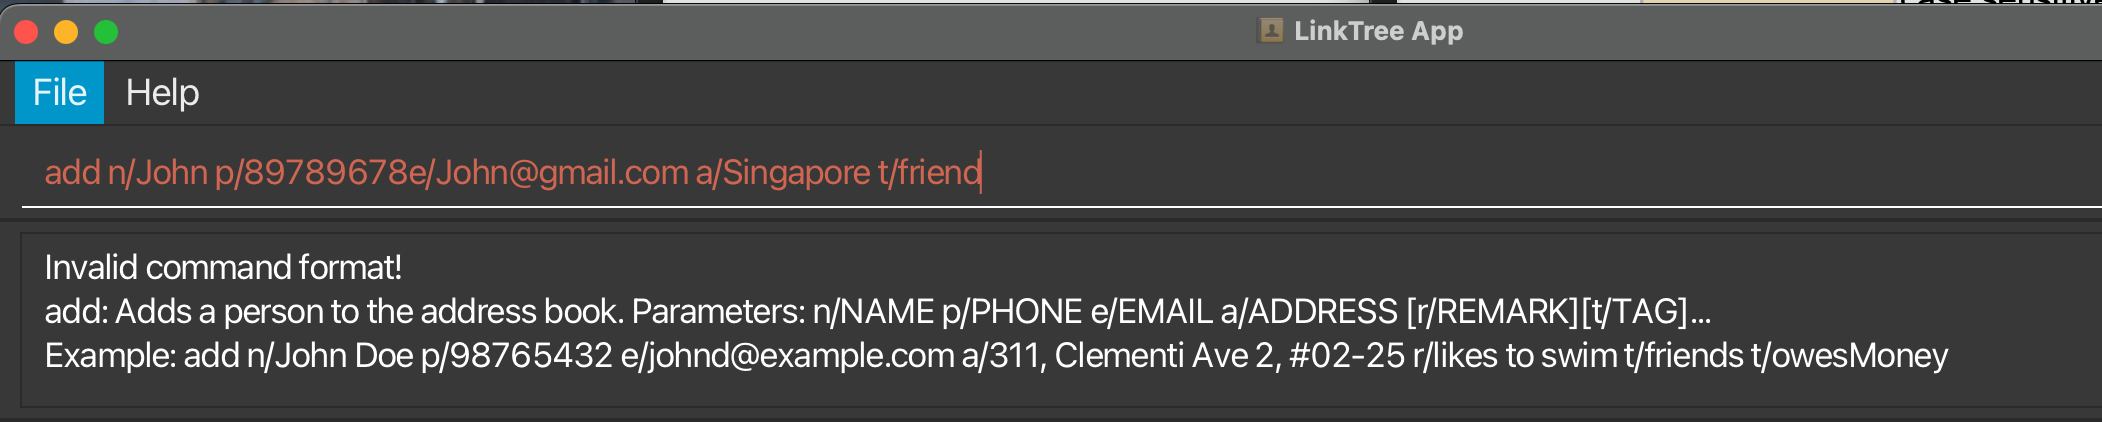 LinkTree App
File Help
add n/John p/89789678e/John@gmail.com a/Singapore t/friend
Invalid command format!
add: Adds a person to the address book. Parameters: n/NAME p/PHONE e/EMAIL a/ADDRESS [r/REMARK][t/TAG]...
Example: add n/John Doe p/98765432 e/johnd@example.com a/311, Clementi Ave 2, #02-25 r/likes to swim t/friends t/owesMoney